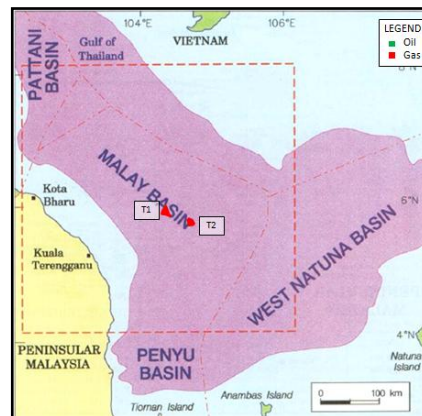 104°E
106°E
VIETNAM
LEGEND
Oil
Gas
Gulf of
Thailand
PATTANI
BASIN
MALAY BASIN
Kota
Bharu
T1
T2
6°N
Kuala
Terengganu
WEST NATUNA BASIN
4°N
PENINSULAR
MALAYSIA
PENYU
BASIN
Natuna
Island
Tioman Island
Anambas Island
0
100 km